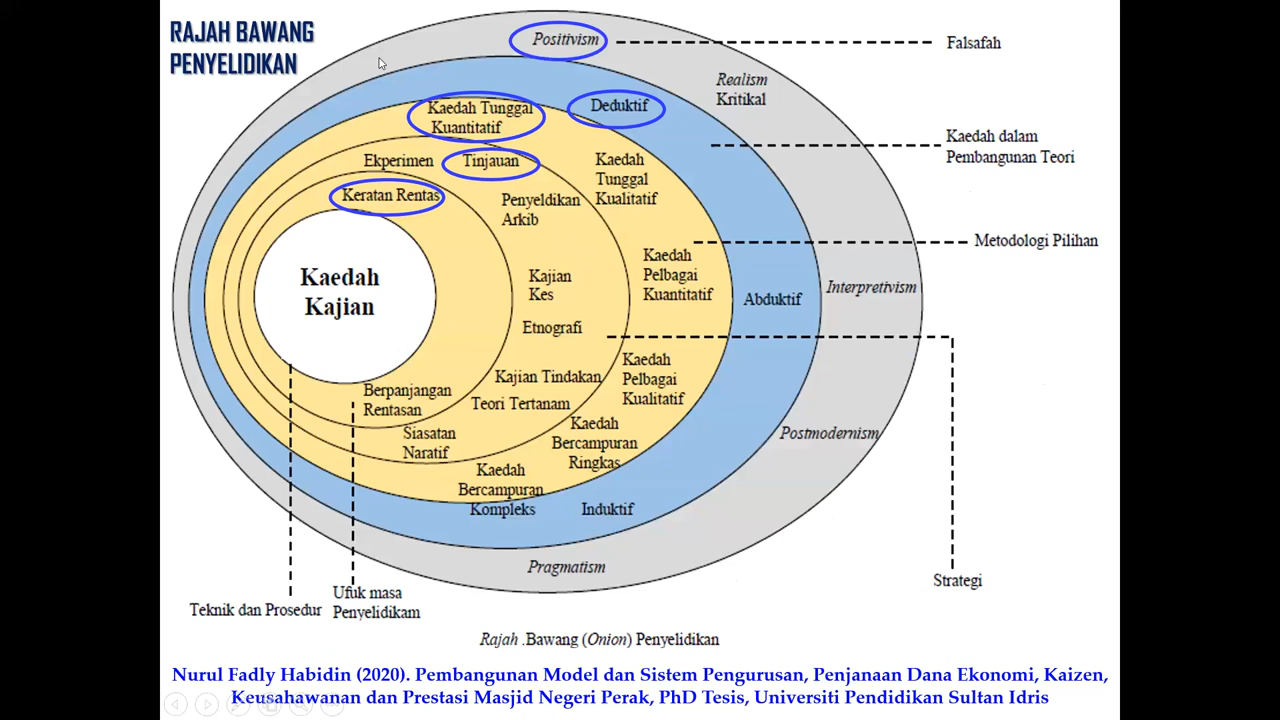 RAJAH BAWANG
PENYELIDIKAN
Positivism
Falsafah
Realism
Kritikal
Deduktif
Kaedah Tunggal
Kuantitatif
Kaedah dalam
Pembangunan Teori
Ekperimen
Tinjauan
Kaedah
Tunggal
Kualitatif
Keratan Rentas
Penyeldikan
Arkib
Metodologi Pilihan
Kaedah
Kajian
Kajian
Kes
Kaedah
Pelbagai
Kuantitatif
Abduktif
Interpretivism
Etnografi
Kaedah
Pelbagai
Kualitatif
Kajian Tindakan
Berpanjangan
Rentasan
Teori Tertanam
Siasatan
Naratif
Kaedah
Bercampuran
Ringkas
Postmodernism
Kaedah
Bercampuran
Kompleks
Induktif
Pragmatism
Strategi
Teknik dan Prosedur
Ufuk masa
Penyelidikam
Rajah .Bawang (Onion) Penyelidikan
Nurul Fadly Habidin (2020). Pembangunan Model dan Sistem Pengurusan, Penjanaan Dana Ekonomi, Kaizen,
Keusahawanan dan Prestasi Masjid Negeri Perak, PhD Tesis, Universiti Pendidikan Sultan Idris